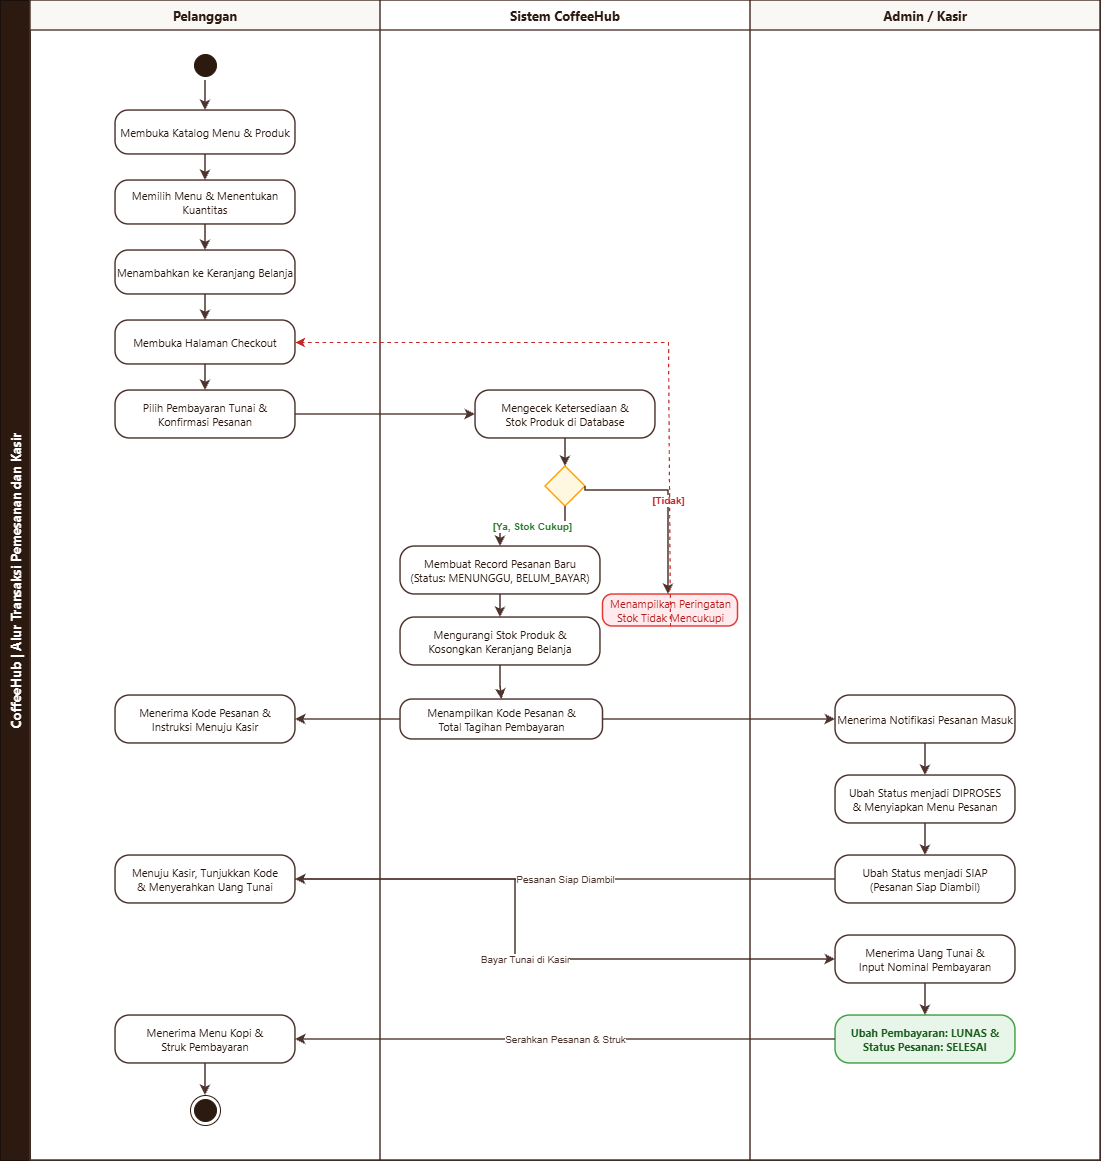 Pelanggan
Sistem CoffeeHub
Admin / Kasir
CoffeeHub | Alur Transaksi Pemesanan dan Kasir
Membuka Katalog Menu & Produk
Memilih Menu & Menentukan
Kuantitas
Menambahkan ke Keranjang Belanja
Membuka Halaman Checkout
Pilih Pembayaran Tunai &
Konfirmasi Pesanan
Mengecek Ketersediaan &
Stok Produk di Database
[Tidak]
[Ya, Stok Cukup]
Membuat Record Pesanan Baru
(Status: MENUNGGU, BELUM_BAYAR)
Menampilkan Peringatan
Stok Tidak Mencukupi
Mengurangi Stok Produk &
Kosongkan Keranjang Belanja
Menerima Kode Pesanan &
Instruksi Menuju Kasir
Menampilkan Kode Pesanan &
Total Tagihan Pembayaran
Menerima Notifikasi Pesanan Masuk
Ubah Status menjadi DIPROSES
& Menyiapkan Menu Pesanan
Menuju Kasir, Tunjukkan Kode
& Menyerahkan Uang Tunai
Pesanan Siap Diambil
Ubah Status menjadi SIAP
(Pesanan Siap Diambil)
Bayar Tunai di Kasir
Menerima Uang Tunai &
Input Nominal Pembayaran
Menerima Menu Kopi &
Struk Pembayaran
Serahkan Pesanan & Struk
Ubah Pembayaran: LUNAS &
Status Pesanan: SELESAI